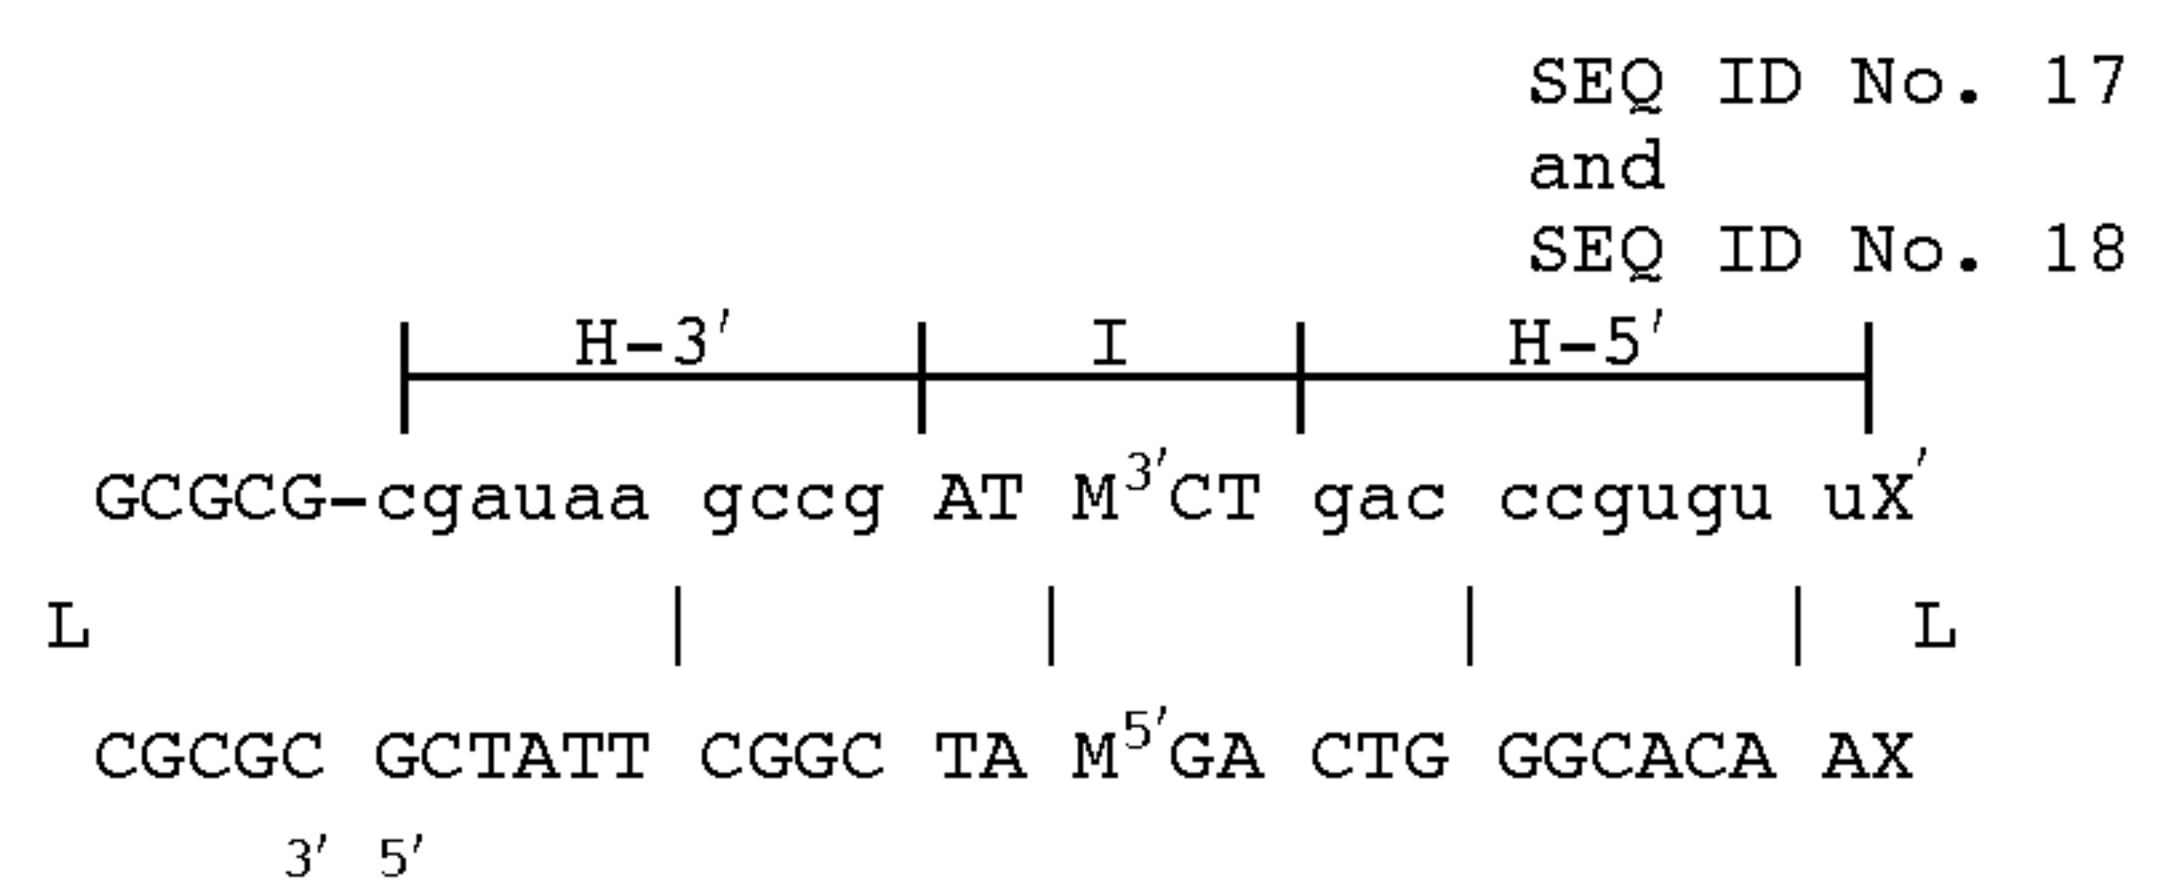 SEQ ID No. 17
and
SEQ ID No. 18
H-3′ I H-5′
GCGCG-cgauaa gccg AT M3′CT gac ccgugu uX′
L | | | | L
CGCGC GCTATT CGGC TA M5′GA CTG GGCACA AX
3′ 5′